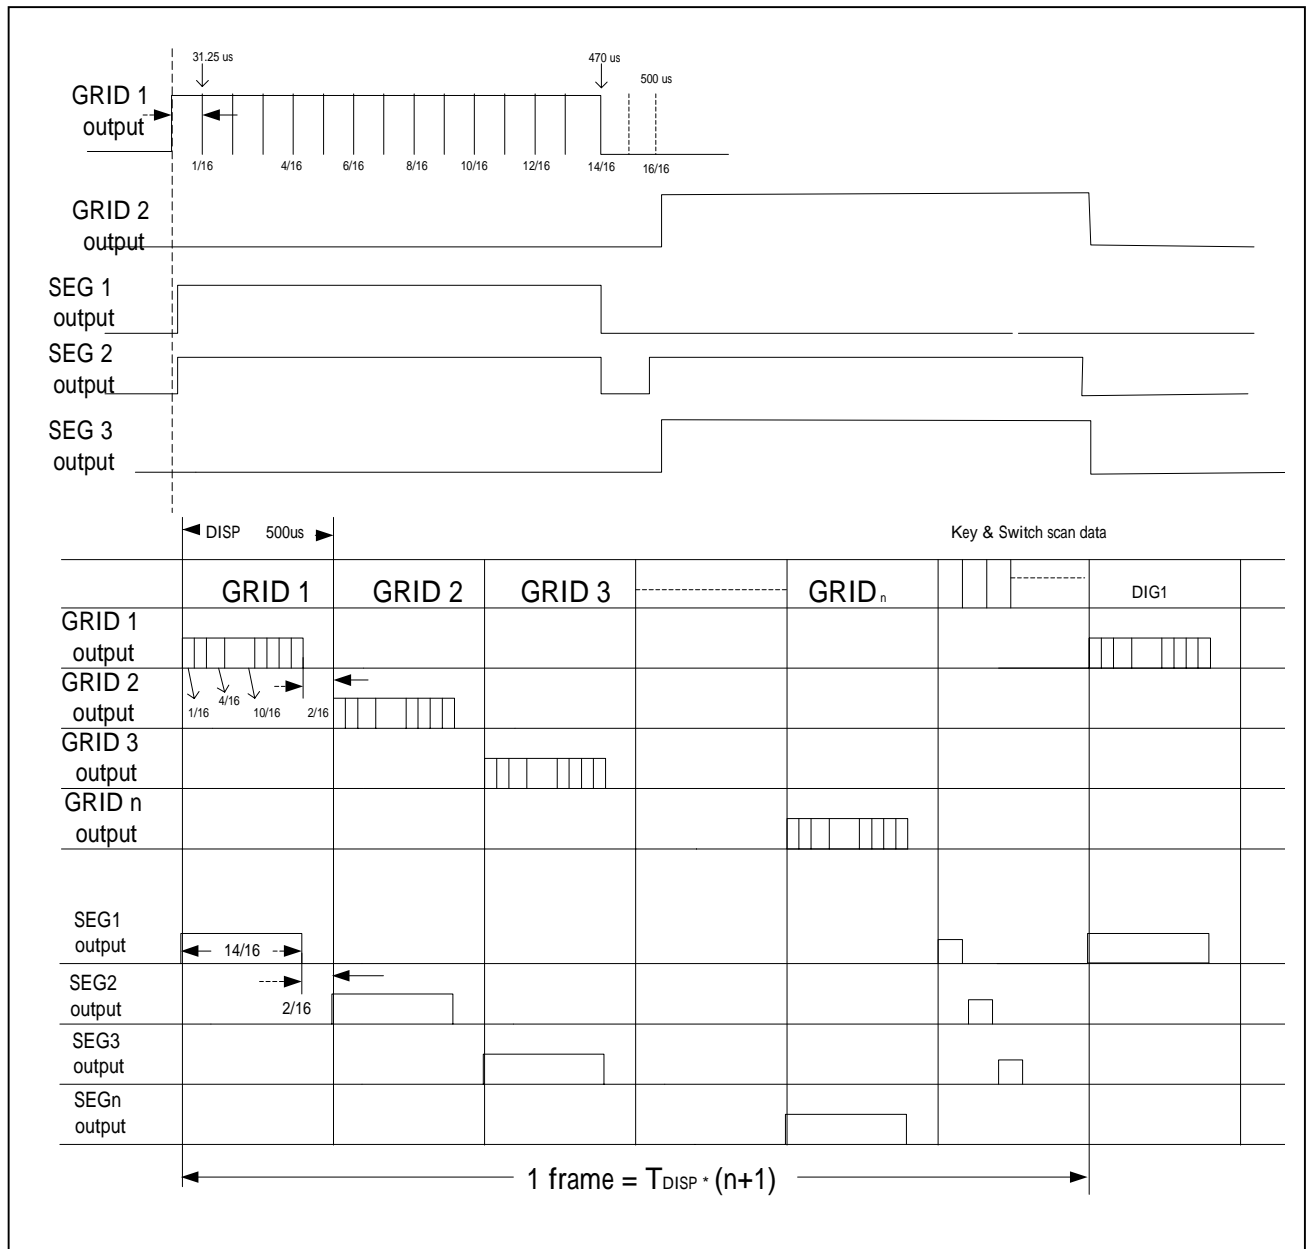 31.25 us
470 us
500 us
GRID 1
output
1/16 4/16 6/16 8/16 10/16 12/16 14/16 16/16
GRID 2
output
SEG 1
output
SEG 2
output
SEG 3
output
DISP 500us
Key & Switch scan data
GRID 1 GRID 2 GRID 3 GRID n DIG1
GRID 1
output
GRID 2
output
1/16 4/16 10/16 2/16
GRID 3
output
GRID n
output
SEG1
output
14/16
SEG2
output
2/16
SEG3
output
SEGn
output
1 frame = TDISP * (n+1)